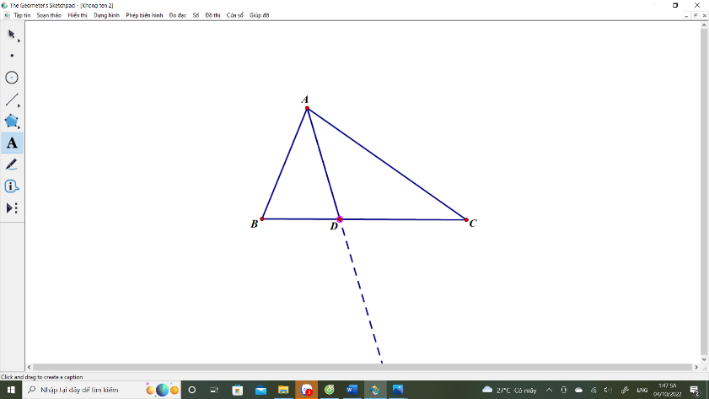 The Geometer's Sketchpad - [Không tên 2]
Tập tin Soạn thảo Hiển thị Dựng hình Phép biến hình Đo đạc Số Đồ thị Cửa sổ Giúp đỡ
A
A
B
D
C
Click and drag to create a caption
Nhập lại đây để tìm kiếm
W
27°C Có mây
ENG
1:47 SA
04/10/2022